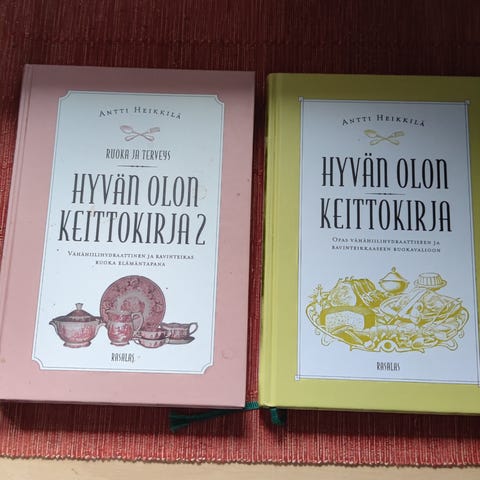 ANTTI HEIKKILÄ
RUOKA JA TERVEYS
HYVÄN OLON
KEITTOKIRJA 2
VÄHÄHIILIHYDRAATTINEN JA RAVINTEIKAS
RUOKA ELÄMÄNTAPANA
RASALAS
ANTTI HEIKKILÄ
HYVÄN OLON
KEITTOKIRJA
OPAS VÄHÄHIILIHYDRAATTISEEN JA
RAVINTEIKKAASEEN RUOKAVALIOON
RASALAS